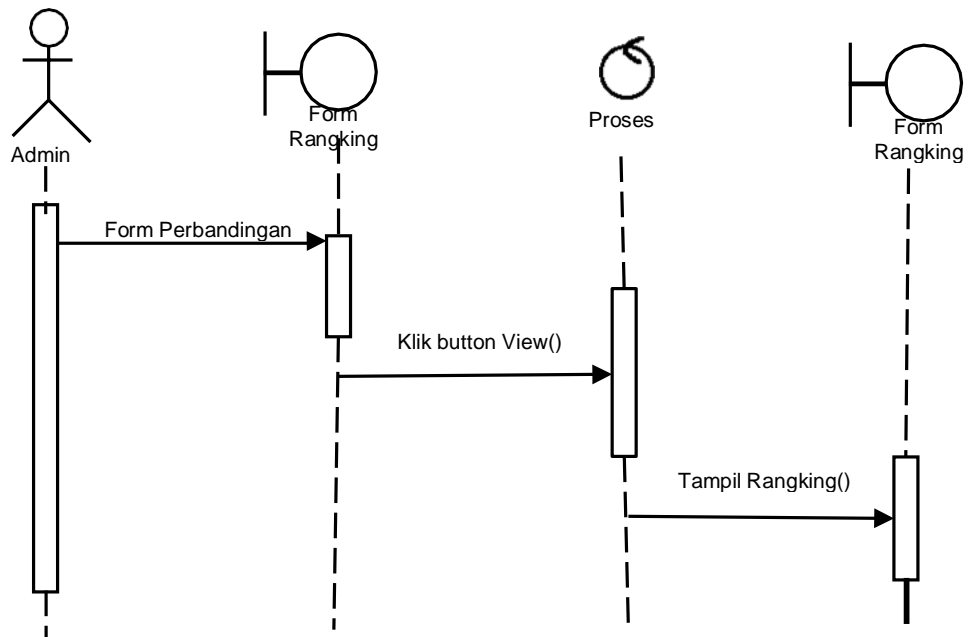 Admin
Form
Rangking
Proses
Form
Rangking
Form Perbandingan
Klik button View()
Tampil Rangking()